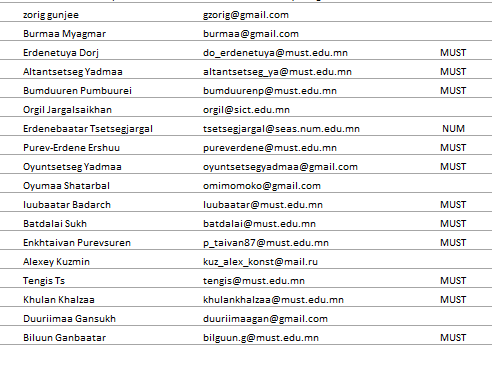 zorig gunjee gzorig@gmail.com
Burmaa Myagmar burmaa@gmail.com
Erdenetuya Dorj do_erdenetuya@must.edu.mn MUST
Altantsetseg Yadmaa altantsetseg_ya@must.edu.mn MUST
Bumduuren Pumbuurei bumduurenp@must.edu.mn MUST
Orgil Jargalsaikhan orgil@sict.edu.mn
Erdenebaatar Tsetsegjargal tsetsegjargal@seas.num.edu.mn NUM
Purev-Erdene Ershuu pureverdene@must.edu.mn MUST
Oyuntsetseg Yadmaa oyuntsetsegyadmaa@gmail.com MUST
Oyumaa Shatarbal omimomoko@gmail.com
luubaatar Badarch luubaatar@must.edu.mn MUST
Batdalai Sukh batdalai@must.edu.mn MUST
Enkhtaivan Purevsuren p_taivan87@must.edu.mn MUST
Alexey Kuzmin kuz_alex_konst@mail.ru
Tengis Ts tengis@must.edu.mn MUST
Khulan Khalzaa khulankhalzaa@must.edu.mn MUST
Duuriimaa Gansukh duuriimaagan@gmail.com
Biluun Ganbaatar bilguun.g@must.edu.mn MUST